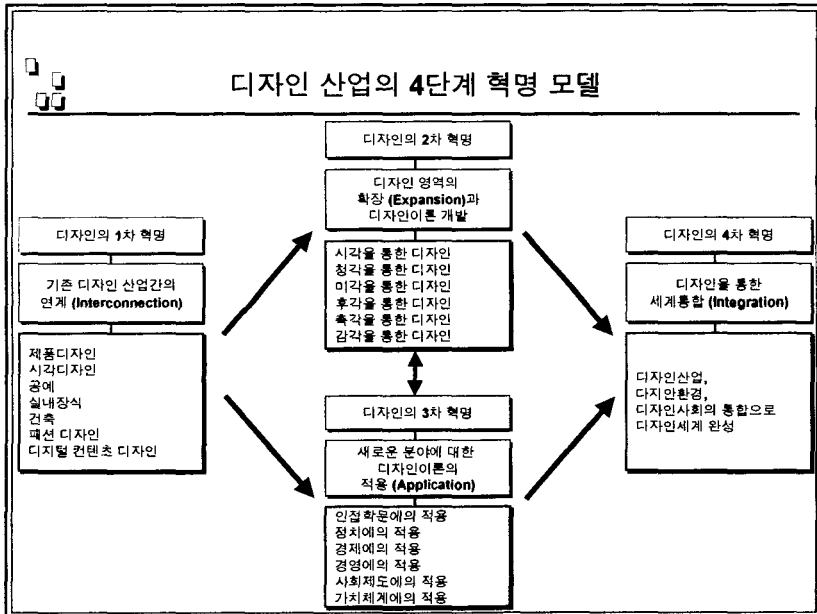 디자인 산업의 4단계 혁명 모델
디자인의 1차 혁명
기존 디자인 산업간의
연계 (Interconnection)
제품디자인
시각디자인
공예
실내장식
건축
패션 디자인
디지털 컨텐츠 디자인
디자인의 2차 혁명
디자인 영역의
확장 (Expansion)과
디자인이론 개발
시각을 통한 디자인
청각을 통한 디자인
미각을 통한 디자인
후각을 통한 디자인
촉각을 통한 디자인
감각을 통한 디자인
디자인의 3차 혁명
새로운 분야에 대한
디자인이론의
적용 (Application)
인접학문에의 적용
정치에의 적용
경제에의 적용
경영에의 적용
사회제도에의 적용
가치체계에의 적용
디자인의 4차 혁명
디자인을 통한
세계통합 (Integration)
디자인산업,
다지안환경,
디자인사회의 통합으로
디자인세계 완성